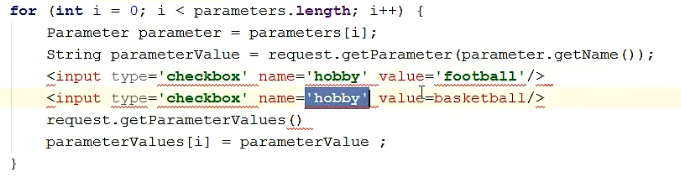 for (int i = 0; i < parameters.length; i++) {
    Parameter parameter = parameters[i];
    String parameterValue = request.getParameter(parameter.getName());
    <input type='checkbox' name='hobby' value='football'/>
    <input type='checkbox' name='hobby' value=basketball/>
    request.getParameterValues()
    parameterValues[i] = parameterValue ;
}